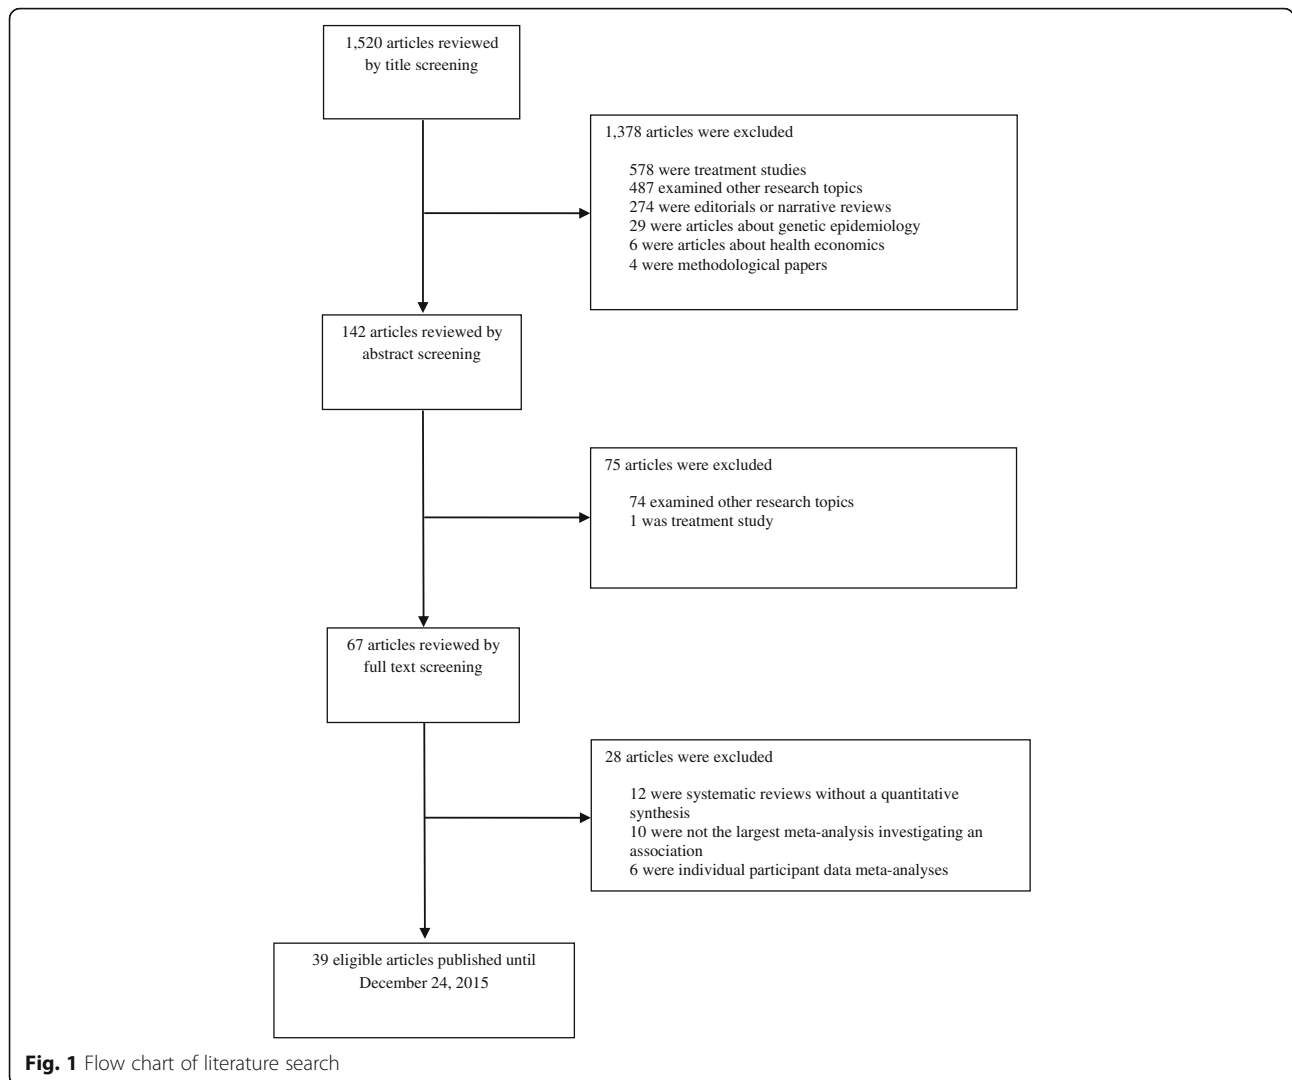 1,520 articles reviewed
by title screening
1,378 articles were excluded
578 were treatment studies
487 examined other research topics
274 were editorials or narrative reviews
29 were articles about genetic epidemiology
6 were articles about health economics
4 were methodological papers
142 articles reviewed by
abstract screening
75 articles were excluded
74 examined other research topics
1 was treatment study
67 articles reviewed by
full text screening
28 articles were excluded
12 were systematic reviews without a quantitative
synthesis
10 were not the largest meta-analysis investigating an
association
6 were individual participant data meta-analyses
39 eligible articles published until
December 24, 2015
Fig. 1 Flow chart of literature search